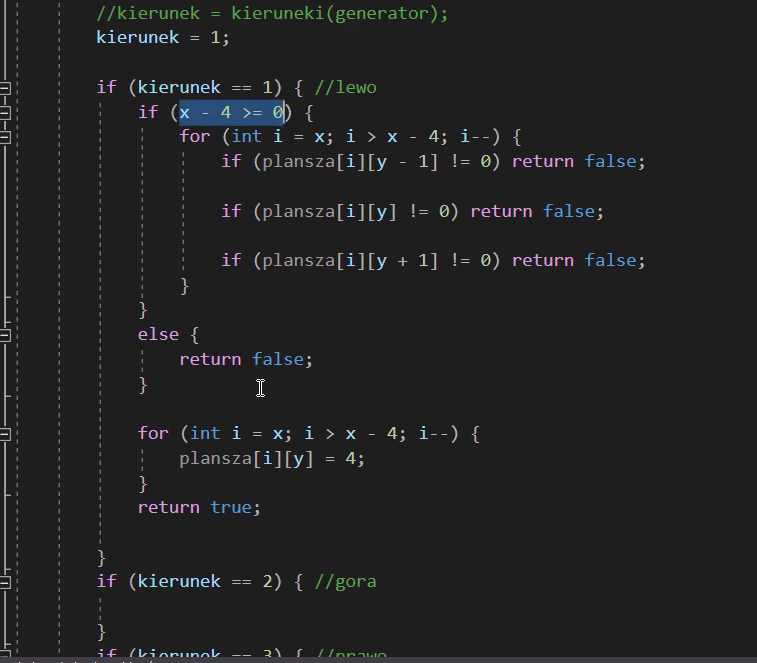 //kierunek = kieruneki(generator);
kierunek = 1;
if (kierunek == 1) { //lewo
if (x - 4 >= 0) {
for (int i = x; i > x - 4; i--) {
if (plansza[i][y - 1] != 0) return false;
if (plansza[i][y] != 0) return false;
if (plansza[i][y + 1] != 0) return false;
}
}
else {
return false;
}
for (int i = x; i > x - 4; i--) {
plansza[i][y] = 4;
}
return true;
}
if (kierunek == 2) { //gora
}
if (kierunek == 3) { //prawo